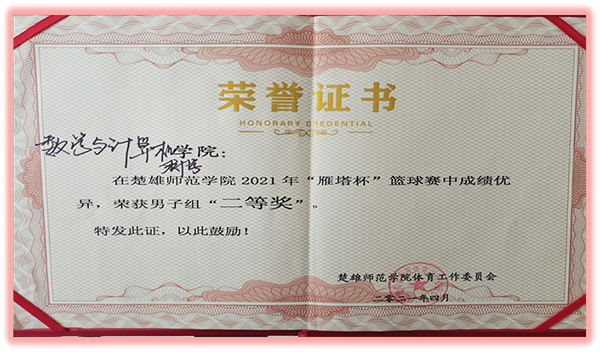 荣誉证书
HONORARY CREDENTIAL
数学与计算机学院：
在楚雄师范学院2021年“雁塔杯”篮球赛中成绩优
异，荣获男子组“二等奖”。
特发此证，以此鼓励！
楚雄师范学院体育工作委员会
二零二一年四月